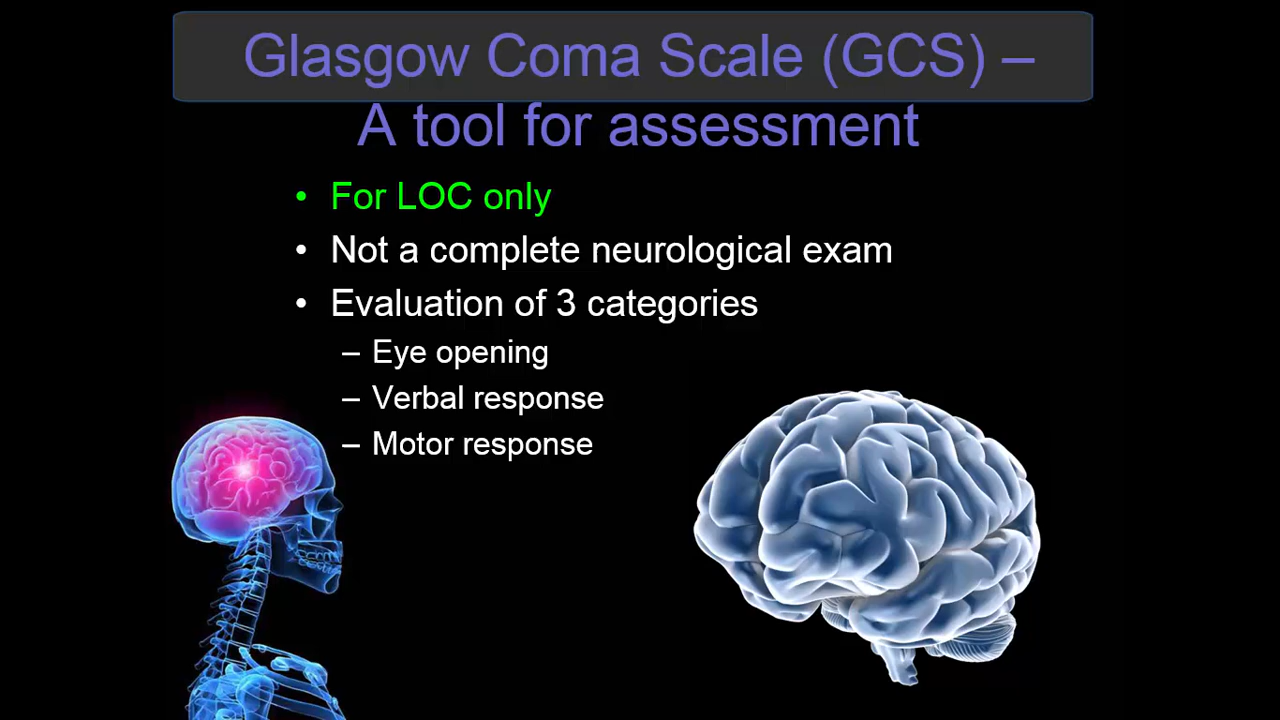 Glasgow Coma Scale (GCS) –
A tool for assessment
• For LOC only
• Not a complete neurological exam
• Evaluation of 3 categories
– Eye opening
– Verbal response
– Motor response